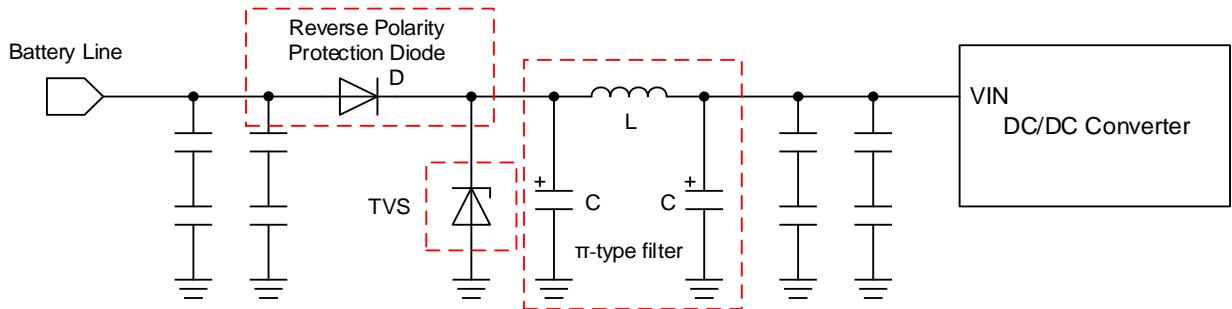 Reverse Polarity
Protection Diode
Battery Line
D
VIN
DC/DC Converter
L
+
+
TVS
C
C
π-type filter